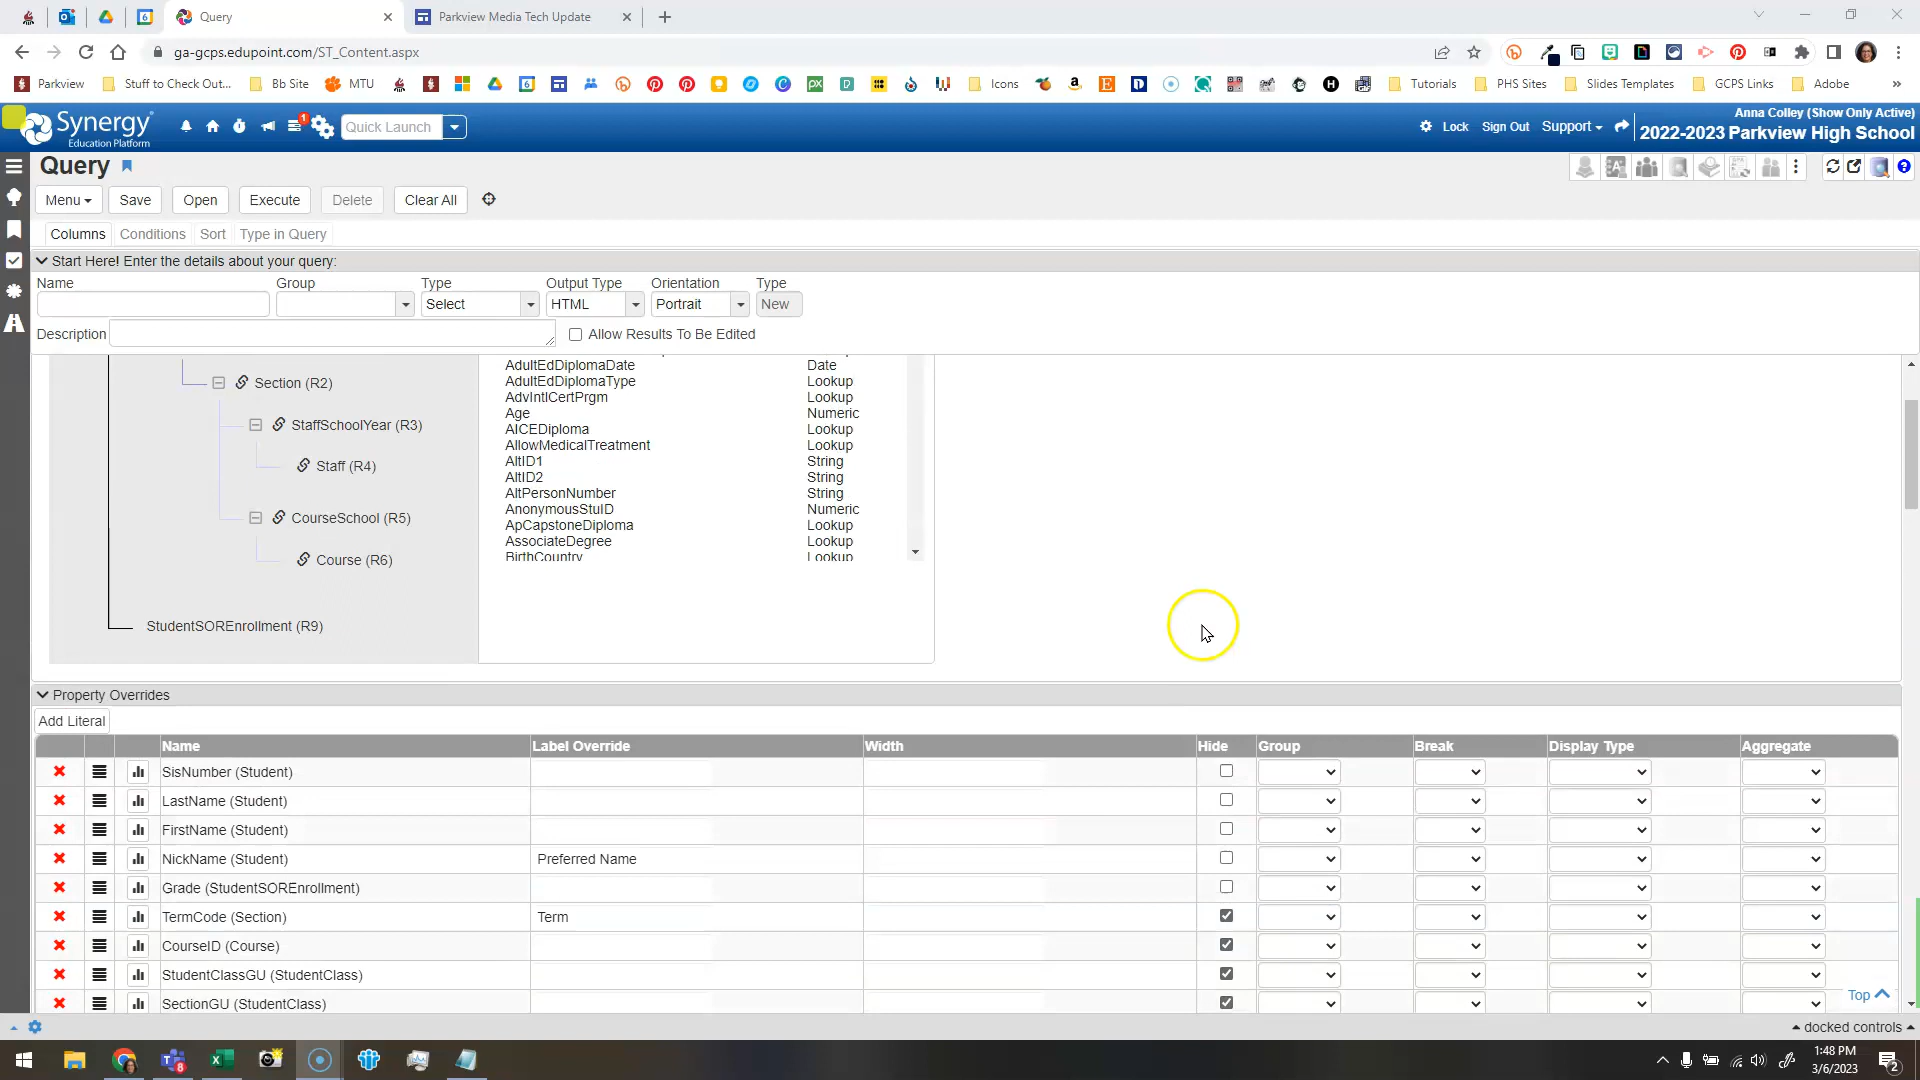 Query
Parkview Media Tech Update
ga-gcps.edupoint.com/ST_Content.aspx
Parkview Stuff to Check Out... Bb Site MTU Icons Tutorials PHS Sites Slides Templates GCPS Links Adobe »
Synergy Education Platform
1
Quick Launch
Lock Sign Out Support
Anna Colley (Show Only Active)
2022-2023 Parkview High School
Query
Menu Save Open Execute Delete Clear All
Columns Conditions Sort Type in Query
Start Here! Enter the details about your query:
Name Group Type Output Type Orientation Type
Select HTML Portrait New
Description Allow Results To Be Edited
Section (R2)
StaffSchoolYear (R3)
Staff (R4)
CourseSchool (R5)
Course (R6)
StudentSOREnrollment (R9)
AdultEdDiplomaDate Date
AdultEdDiplomaType Lookup
AdvIntlCertPrgm Lookup
Age Numeric
AICEDiploma Lookup
AllowMedicalTreatment Lookup
AltID1 String
AltID2 String
AltPersonNumber String
AnonymousStuID Numeric
ApCapstoneDiploma Lookup
AssociateDegree Lookup
BirthCountry Lookup
Property Overrides
Add Literal
Name Label Override Width Hide Group Break Display Type Aggregate
SisNumber (Student)
LastName (Student)
FirstName (Student)
NickName (Student) Preferred Name
Grade (StudentSOREnrollment)
TermCode (Section) Term
CourseID (Course)
StudentClassGU (StudentClass)
SectionGU (StudentClass)
Top
docked controls
1:48 PM
3/6/2023
8
2